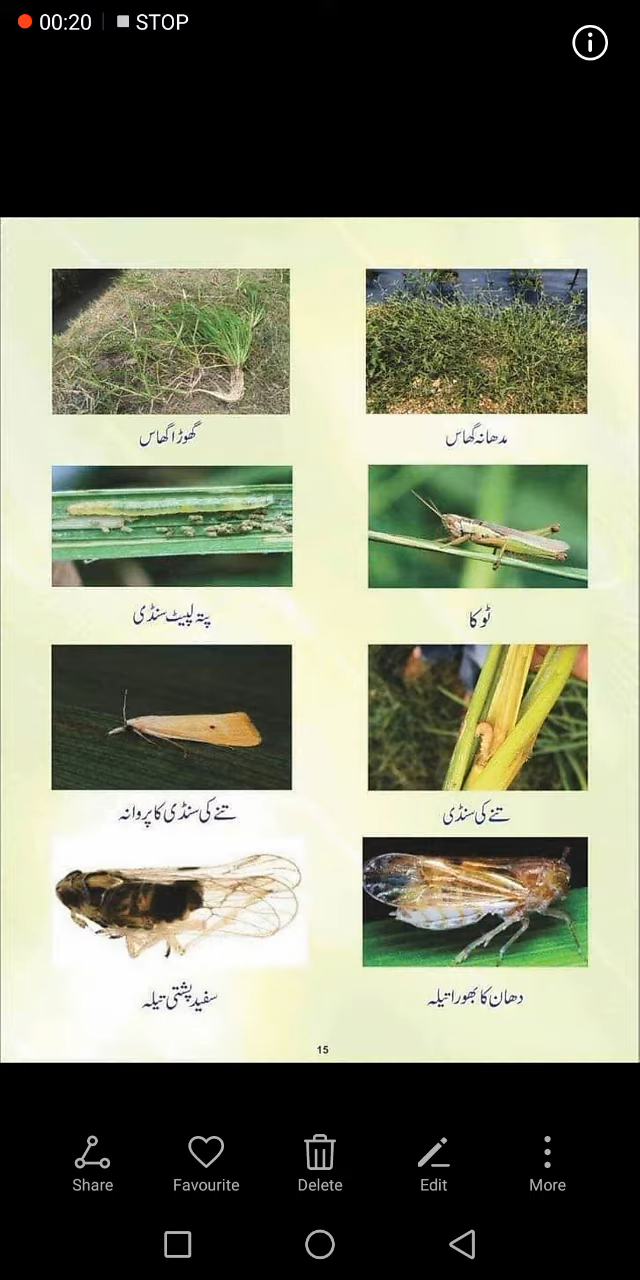 00:20
STOP
مدھانہ گھاس
گھوڑا گھاس
ٹوکا
پتہ لپیٹ سنڈی
تنے کی سنڈی
تنے کی سنڈی کا پروانہ
دھان کا بھورا تیلہ
سفید پشتی تیلہ
15
Share
Favourite
Delete
Edit
More